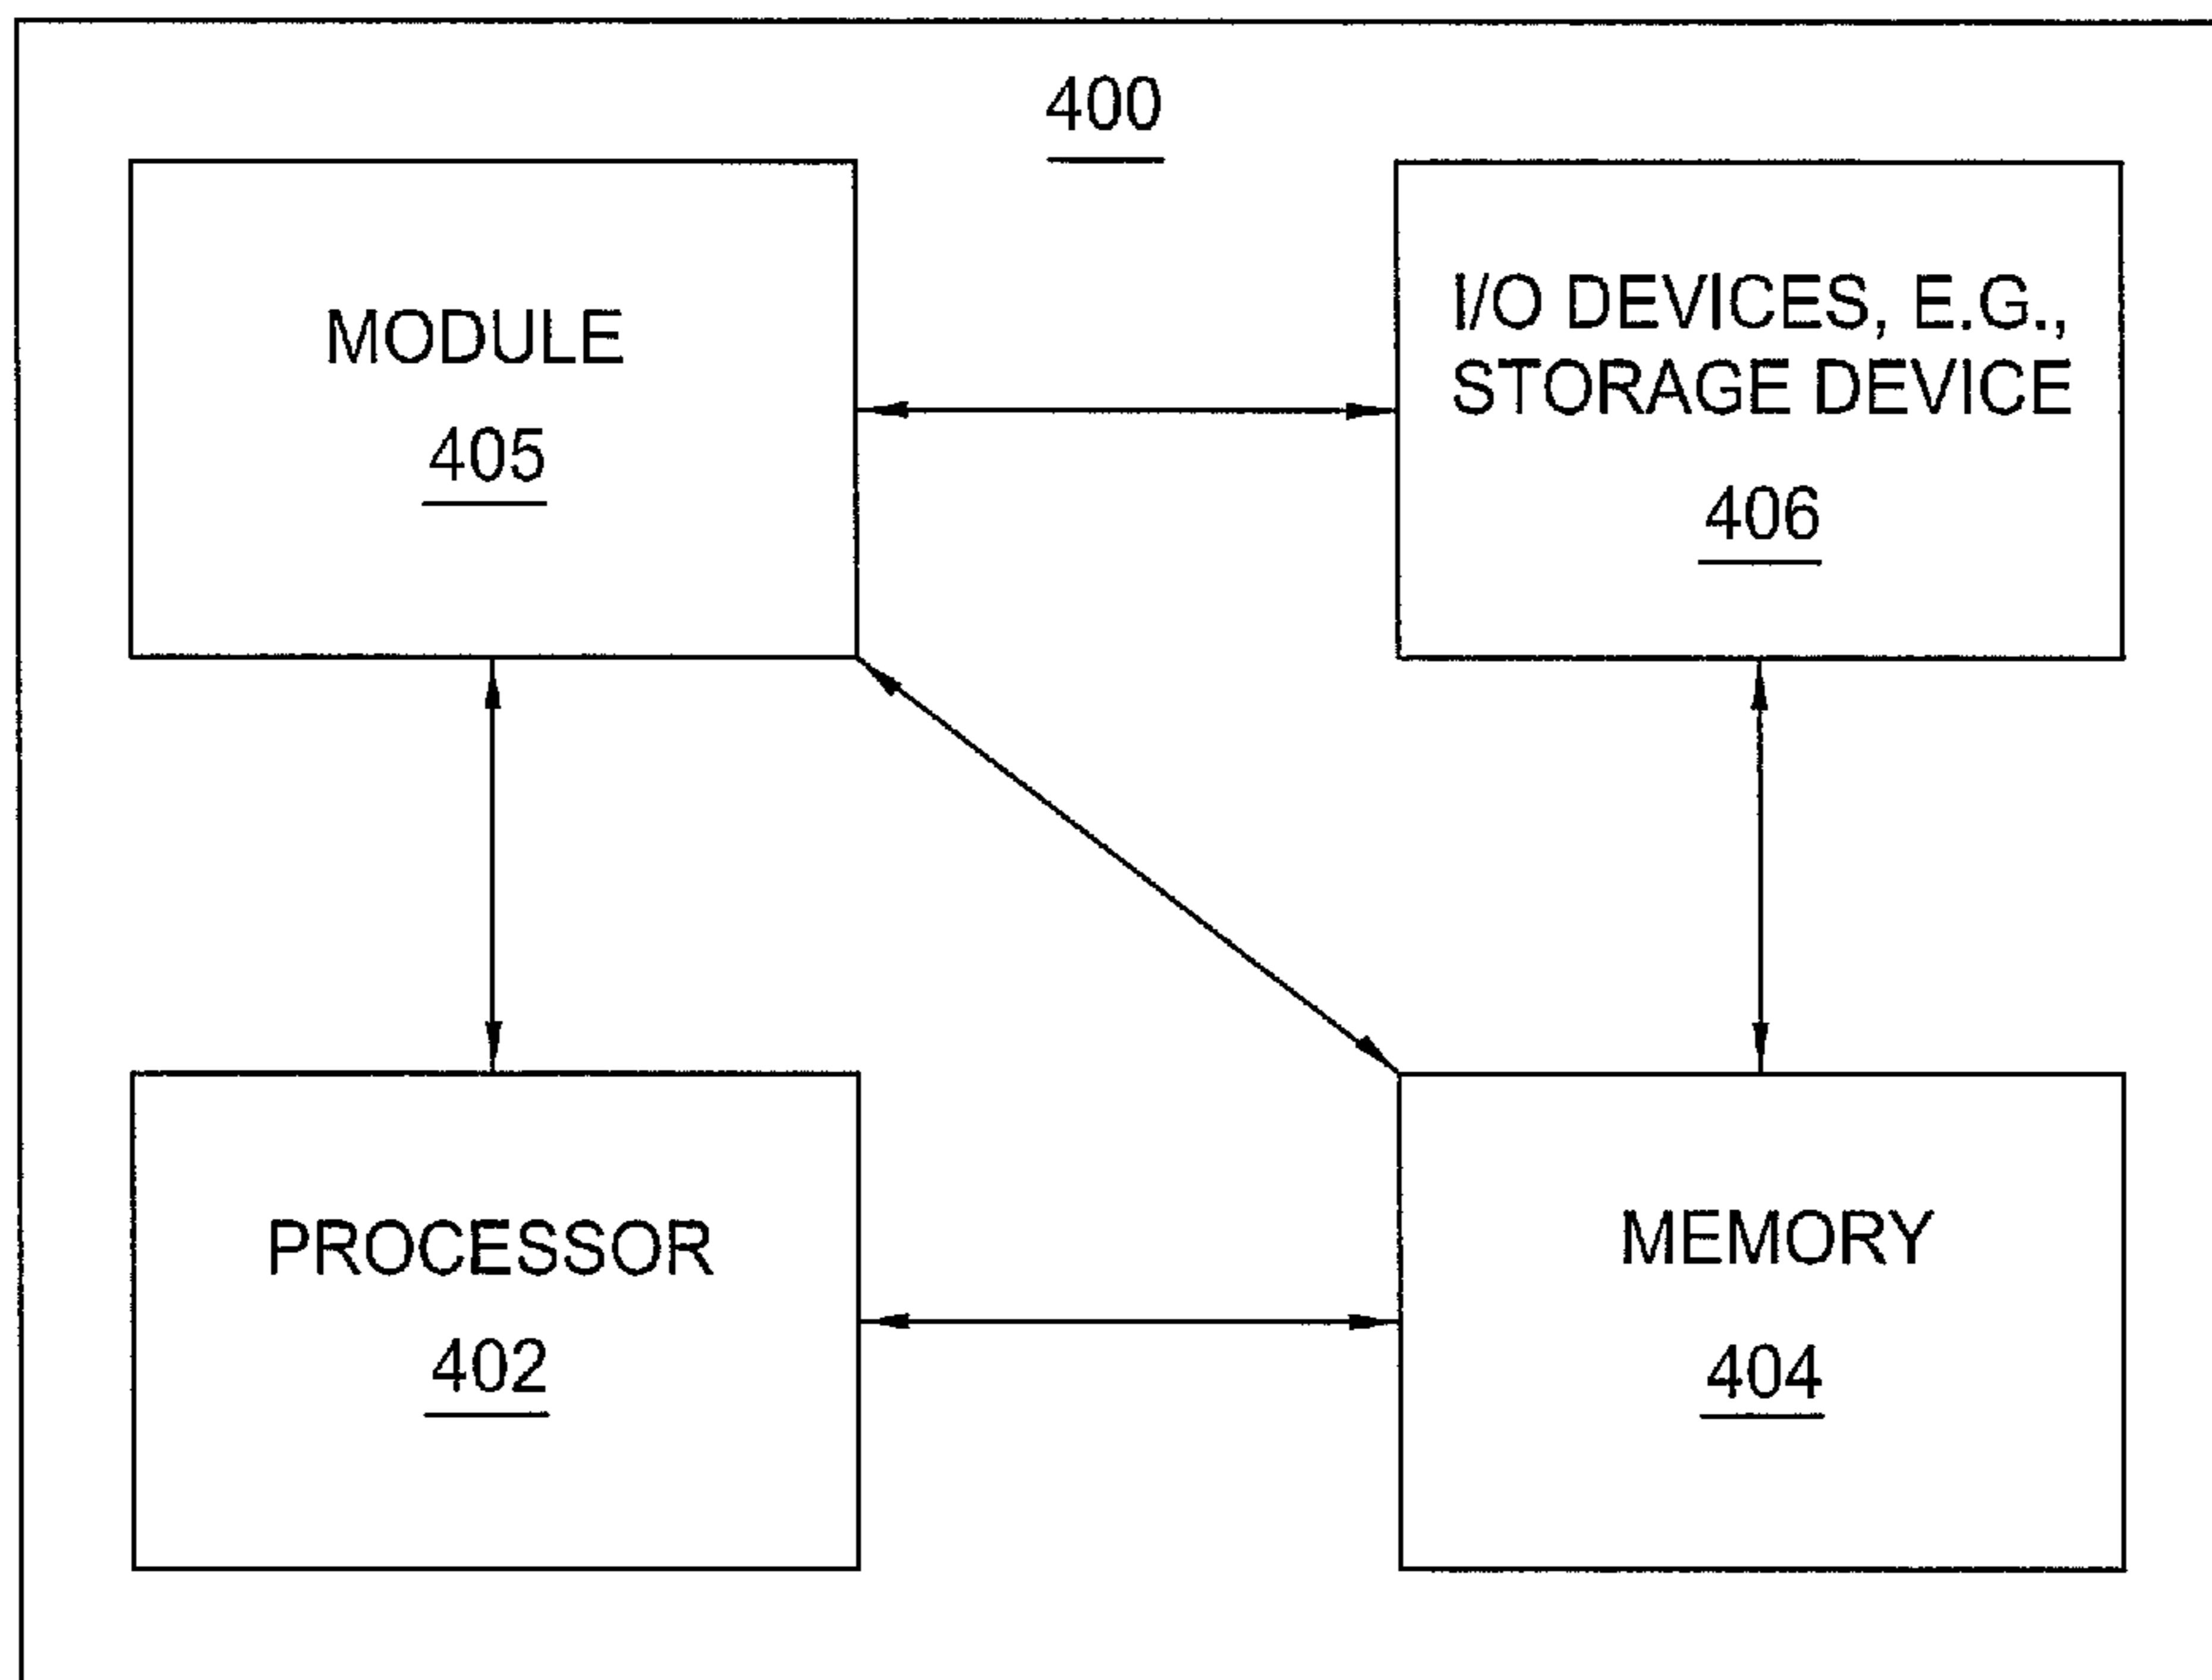 400
MODULE
405
I/O DEVICES, E.G.,
STORAGE DEVICE
406
PROCESSOR
402
MEMORY
404